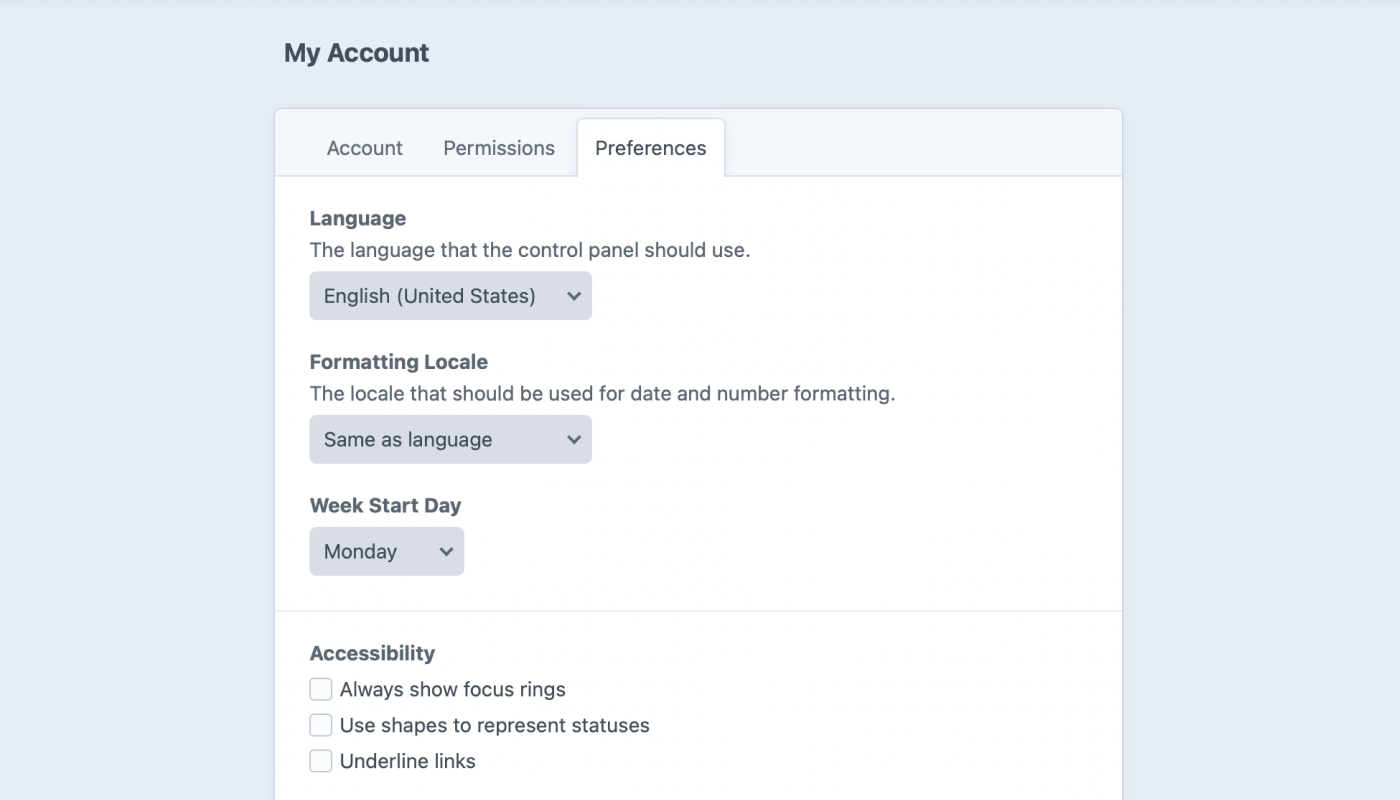 My Account
Account Permissions Preferences
Language
The language that the control panel should use.
English (United States)
Formatting Locale
The locale that should be used for date and number formatting.
Same as language
Week Start Day
Monday
Accessibility
Always show focus rings
Use shapes to represent statuses
Underline links